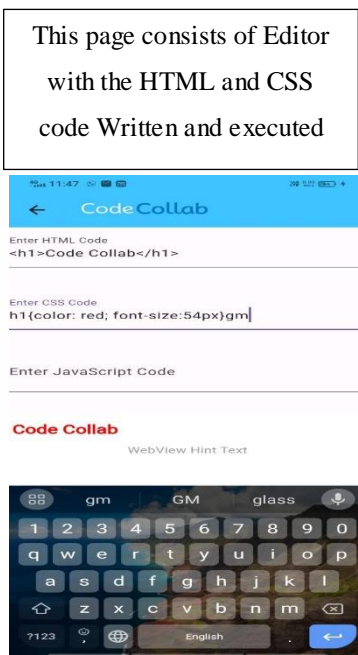 This page consists of Editor
with the HTML and CSS
code Written and executed
11:47
CodeCollab
Enter HTML Code
<h1>Code Collab</h1>
Enter CSS Code
h1{color: red; font-size:54px}gm
Enter JavaScript Code
Code Collab
WebView Hint Text
gm GM glass
1 2 3 4 5 6 7 8 9 0
q w e r t y u i o p
a s d f g h j k l
z x c v b n m
?123 , English .